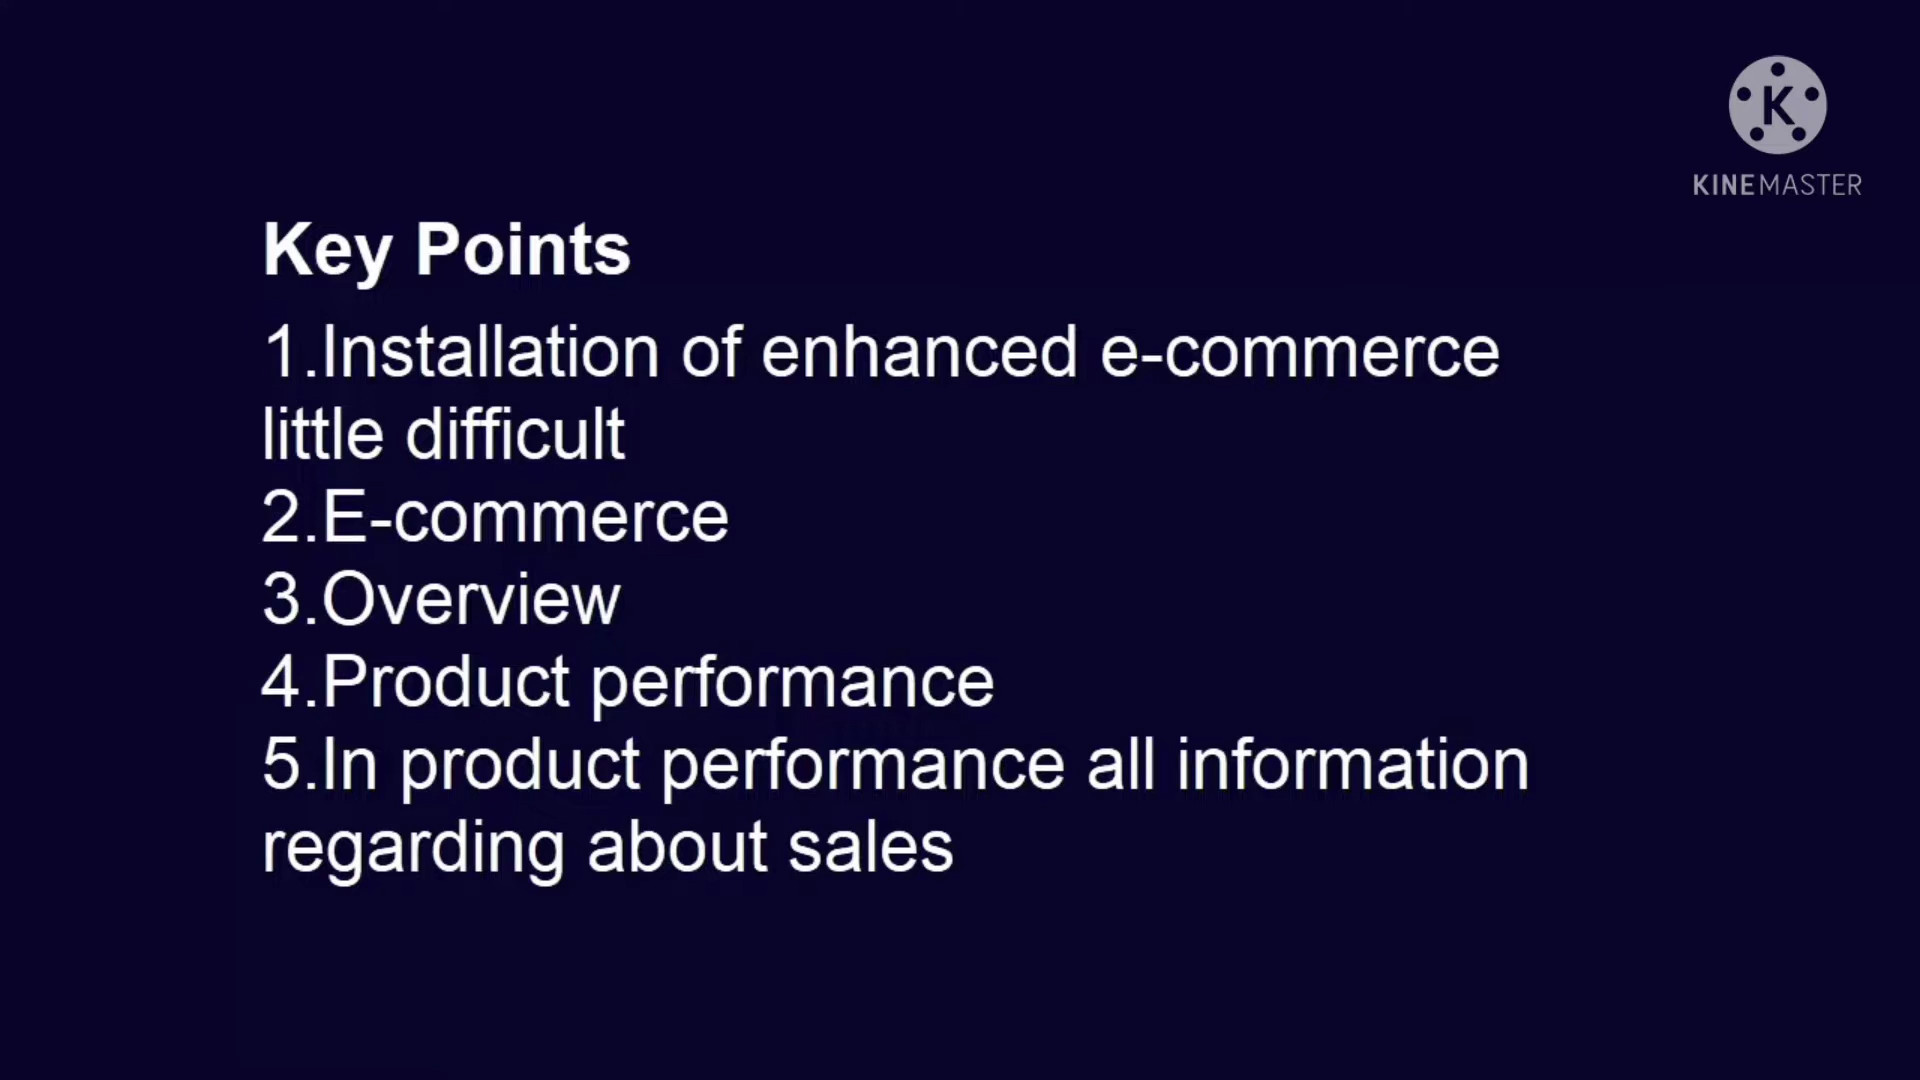 K
KINEMASTER
Key Points
1.Installation of enhanced e-commerce
little difficult
2.E-commerce
3.Overview
4.Product performance
5.In product performance all information
regarding about sales